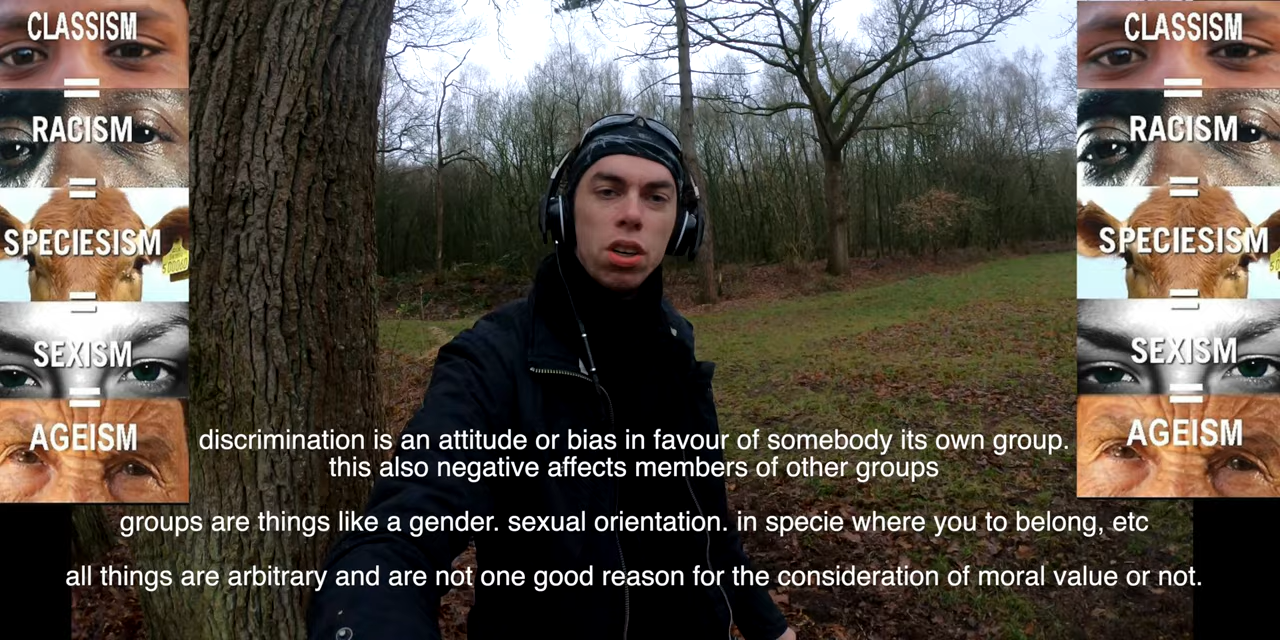 CLASSISM
=
RACISM
=
SPECIESISM
=
SEXISM
=
AGEISM
CLASSISM
=
RACISM
=
SPECIESISM
=
SEXISM
=
AGEISM
discrimination is an attitude or bias in favour of somebody its own group.
this also negative affects members of other groups
groups are things like a gender. sexual orientation. in specie where you to belong, etc
all things are arbitrary and are not one good reason for the consideration of moral value or not.